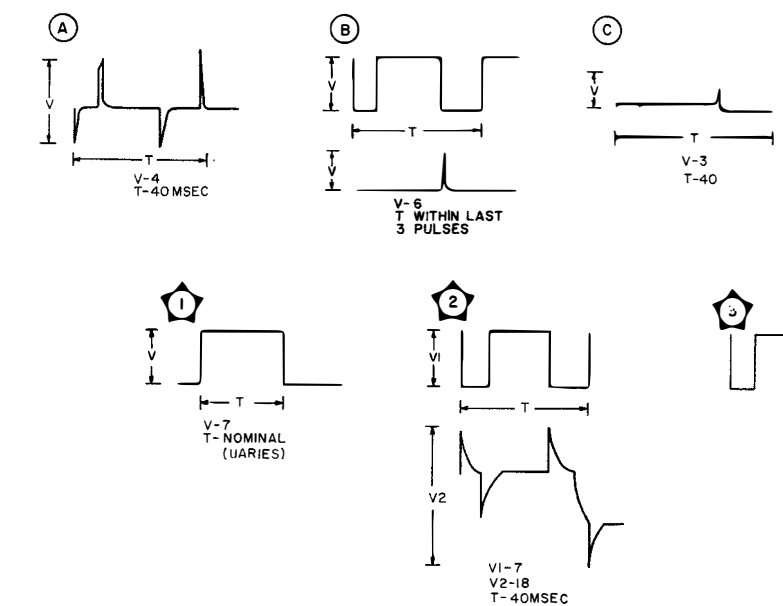 A
B
C
V
V
V
T
T
T
V-4
T-40 MSEC
V
V-3
T-40
V-6
T WITHIN LAST
3 PULSES
1
2
3
V
V1
T
T
V-7
T-NOMINAL
(UARIES)
V2
V1-7
V2-18
T-40MSEC